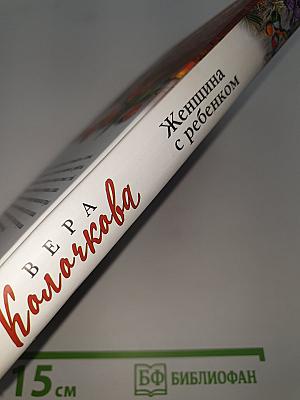 ВЕРА
Колочкова
Женщина
с ребенком
15 см
БФ БИБЛИОФАН